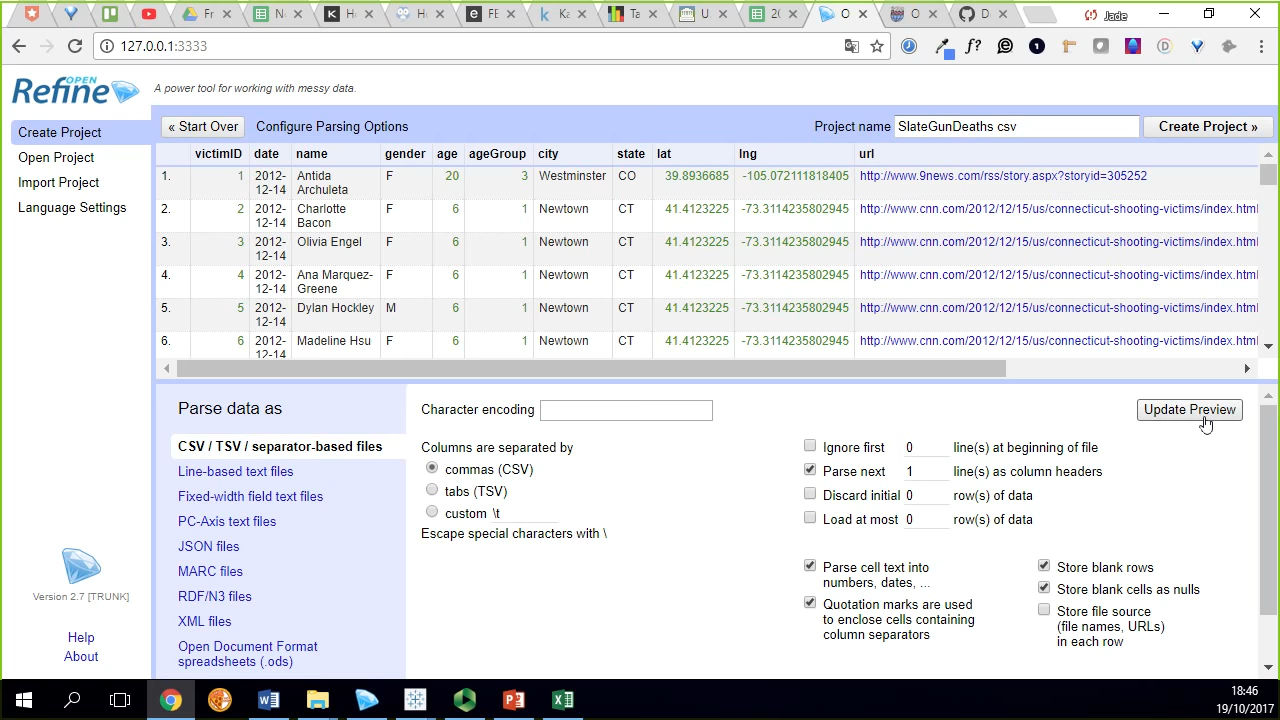 Fr
N
H
H
FE
Ka
Ta
U
20
O
O
D
Jade
127.0.0.1:3333
f?
OPEN
Refine
A power tool for working with messy data.
Create Project
Open Project
Import Project
Language Settings
« Start Over Configure Parsing Options Project name SlateGunDeaths csv Create Project »
victimID date name gender age ageGroup city state lat lng url
1. 1 2012-12-14 Antida Archuleta F 20 3 Westminster CO 39.8936685 -105.072111818405 http://www.9news.com/rss/story.aspx?storyid=305252
2. 2 2012-12-14 Charlotte Bacon F 6 1 Newtown CT 41.4123225 -73.3114235802945 http://www.cnn.com/2012/12/15/us/connecticut-shooting-victims/index.html
3. 3 2012-12-14 Olivia Engel F 6 1 Newtown CT 41.4123225 -73.3114235802945 http://www.cnn.com/2012/12/15/us/connecticut-shooting-victims/index.html
4. 4 2012-12-14 Ana Marquez-Greene F 6 1 Newtown CT 41.4123225 -73.3114235802945 http://www.cnn.com/2012/12/15/us/connecticut-shooting-victims/index.html
5. 5 2012-12-14 Dylan Hockley M 6 1 Newtown CT 41.4123225 -73.3114235802945 http://www.cnn.com/2012/12/15/us/connecticut-shooting-victims/index.html
6. 6 2012-12-14 Madeline Hsu F 6 1 Newtown CT 41.4123225 -73.3114235802945 http://www.cnn.com/2012/12/15/us/connecticut-shooting-victims/index.html
Parse data as
CSV / TSV / separator-based files
Line-based text files
Fixed-width field text files
PC-Axis text files
JSON files
MARC files
RDF/N3 files
XML files
Open Document Format
spreadsheets (.ods)
Character encoding
Update Preview
Columns are separated by
commas (CSV)
tabs (TSV)
custom \t
Escape special characters with \
Ignore first 0 line(s) at beginning of file
Parse next 1 line(s) as column headers
Discard initial 0 row(s) of data
Load at most 0 row(s) of data
Parse cell text into
numbers, dates, ...
Quotation marks are used
to enclose cells containing
column separators
Store blank rows
Store blank cells as nulls
Store file source
(file names, URLs)
in each row
Version 2.7 [TRUNK]
Help
About
18:46
19/10/2017